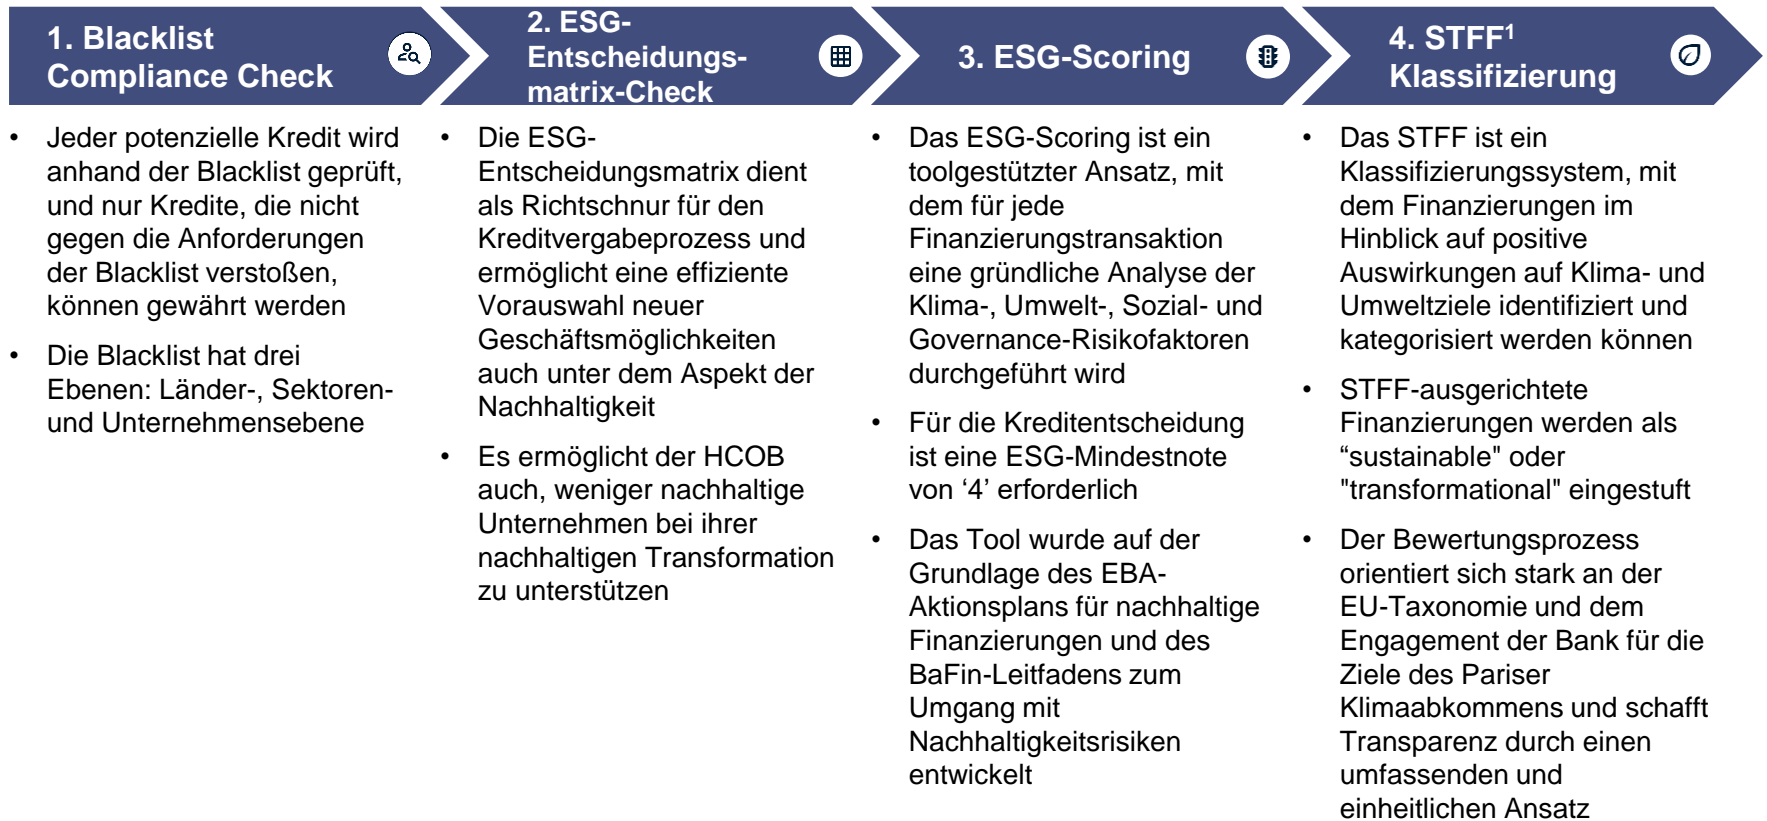 1. Blacklist
Compliance Check
2. ESG-
Entscheidungs-
matrix-Check
3. ESG-Scoring
4. STFF¹
Klassifizierung
• Jeder potenzielle Kredit wird
anhand der Blacklist geprüft,
und nur Kredite, die nicht
gegen die Anforderungen
der Blacklist verstoßen,
können gewährt werden
• Die Blacklist hat drei
Ebenen: Länder-, Sektoren-
und Unternehmensebene
• Die ESG-
Entscheidungsmatrix dient
als Richtschnur für den
Kreditvergabeprozess und
ermöglicht eine effiziente
Vorauswahl neuer
Geschäftsmöglichkeiten
auch unter dem Aspekt der
Nachhaltigkeit
• Es ermöglicht der HCOB
auch, weniger nachhaltige
Unternehmen bei ihrer
nachhaltigen Transformation
zu unterstützen
• Das ESG-Scoring ist ein
toolgestützter Ansatz, mit
dem für jede
Finanzierungstransaktion
eine gründliche Analyse der
Klima-, Umwelt-, Sozial- und
Governance-Risikofaktoren
durchgeführt wird
• Für die Kreditentscheidung
ist eine ESG-Mindestnote
von ‘4’ erforderlich
• Das Tool wurde auf der
Grundlage des EBA-
Aktionsplans für nachhaltige
Finanzierungen und des
BaFin-Leitfadens zum
Umgang mit
Nachhaltigkeitsrisiken
entwickelt
• Das STFF ist ein
Klassifizierungssystem, mit
dem Finanzierungen im
Hinblick auf positive
Auswirkungen auf Klima- und
Umweltziele identifiziert und
kategorisiert werden können
• STFF-ausgerichtete
Finanzierungen werden als
“sustainable" oder
"transformational" eingestuft
• Der Bewertungsprozess
orientiert sich stark an der
EU-Taxonomie und dem
Engagement der Bank für die
Ziele des Pariser
Klimaabkommens und schafft
Transparenz durch einen
umfassenden und
einheitlichen Ansatz